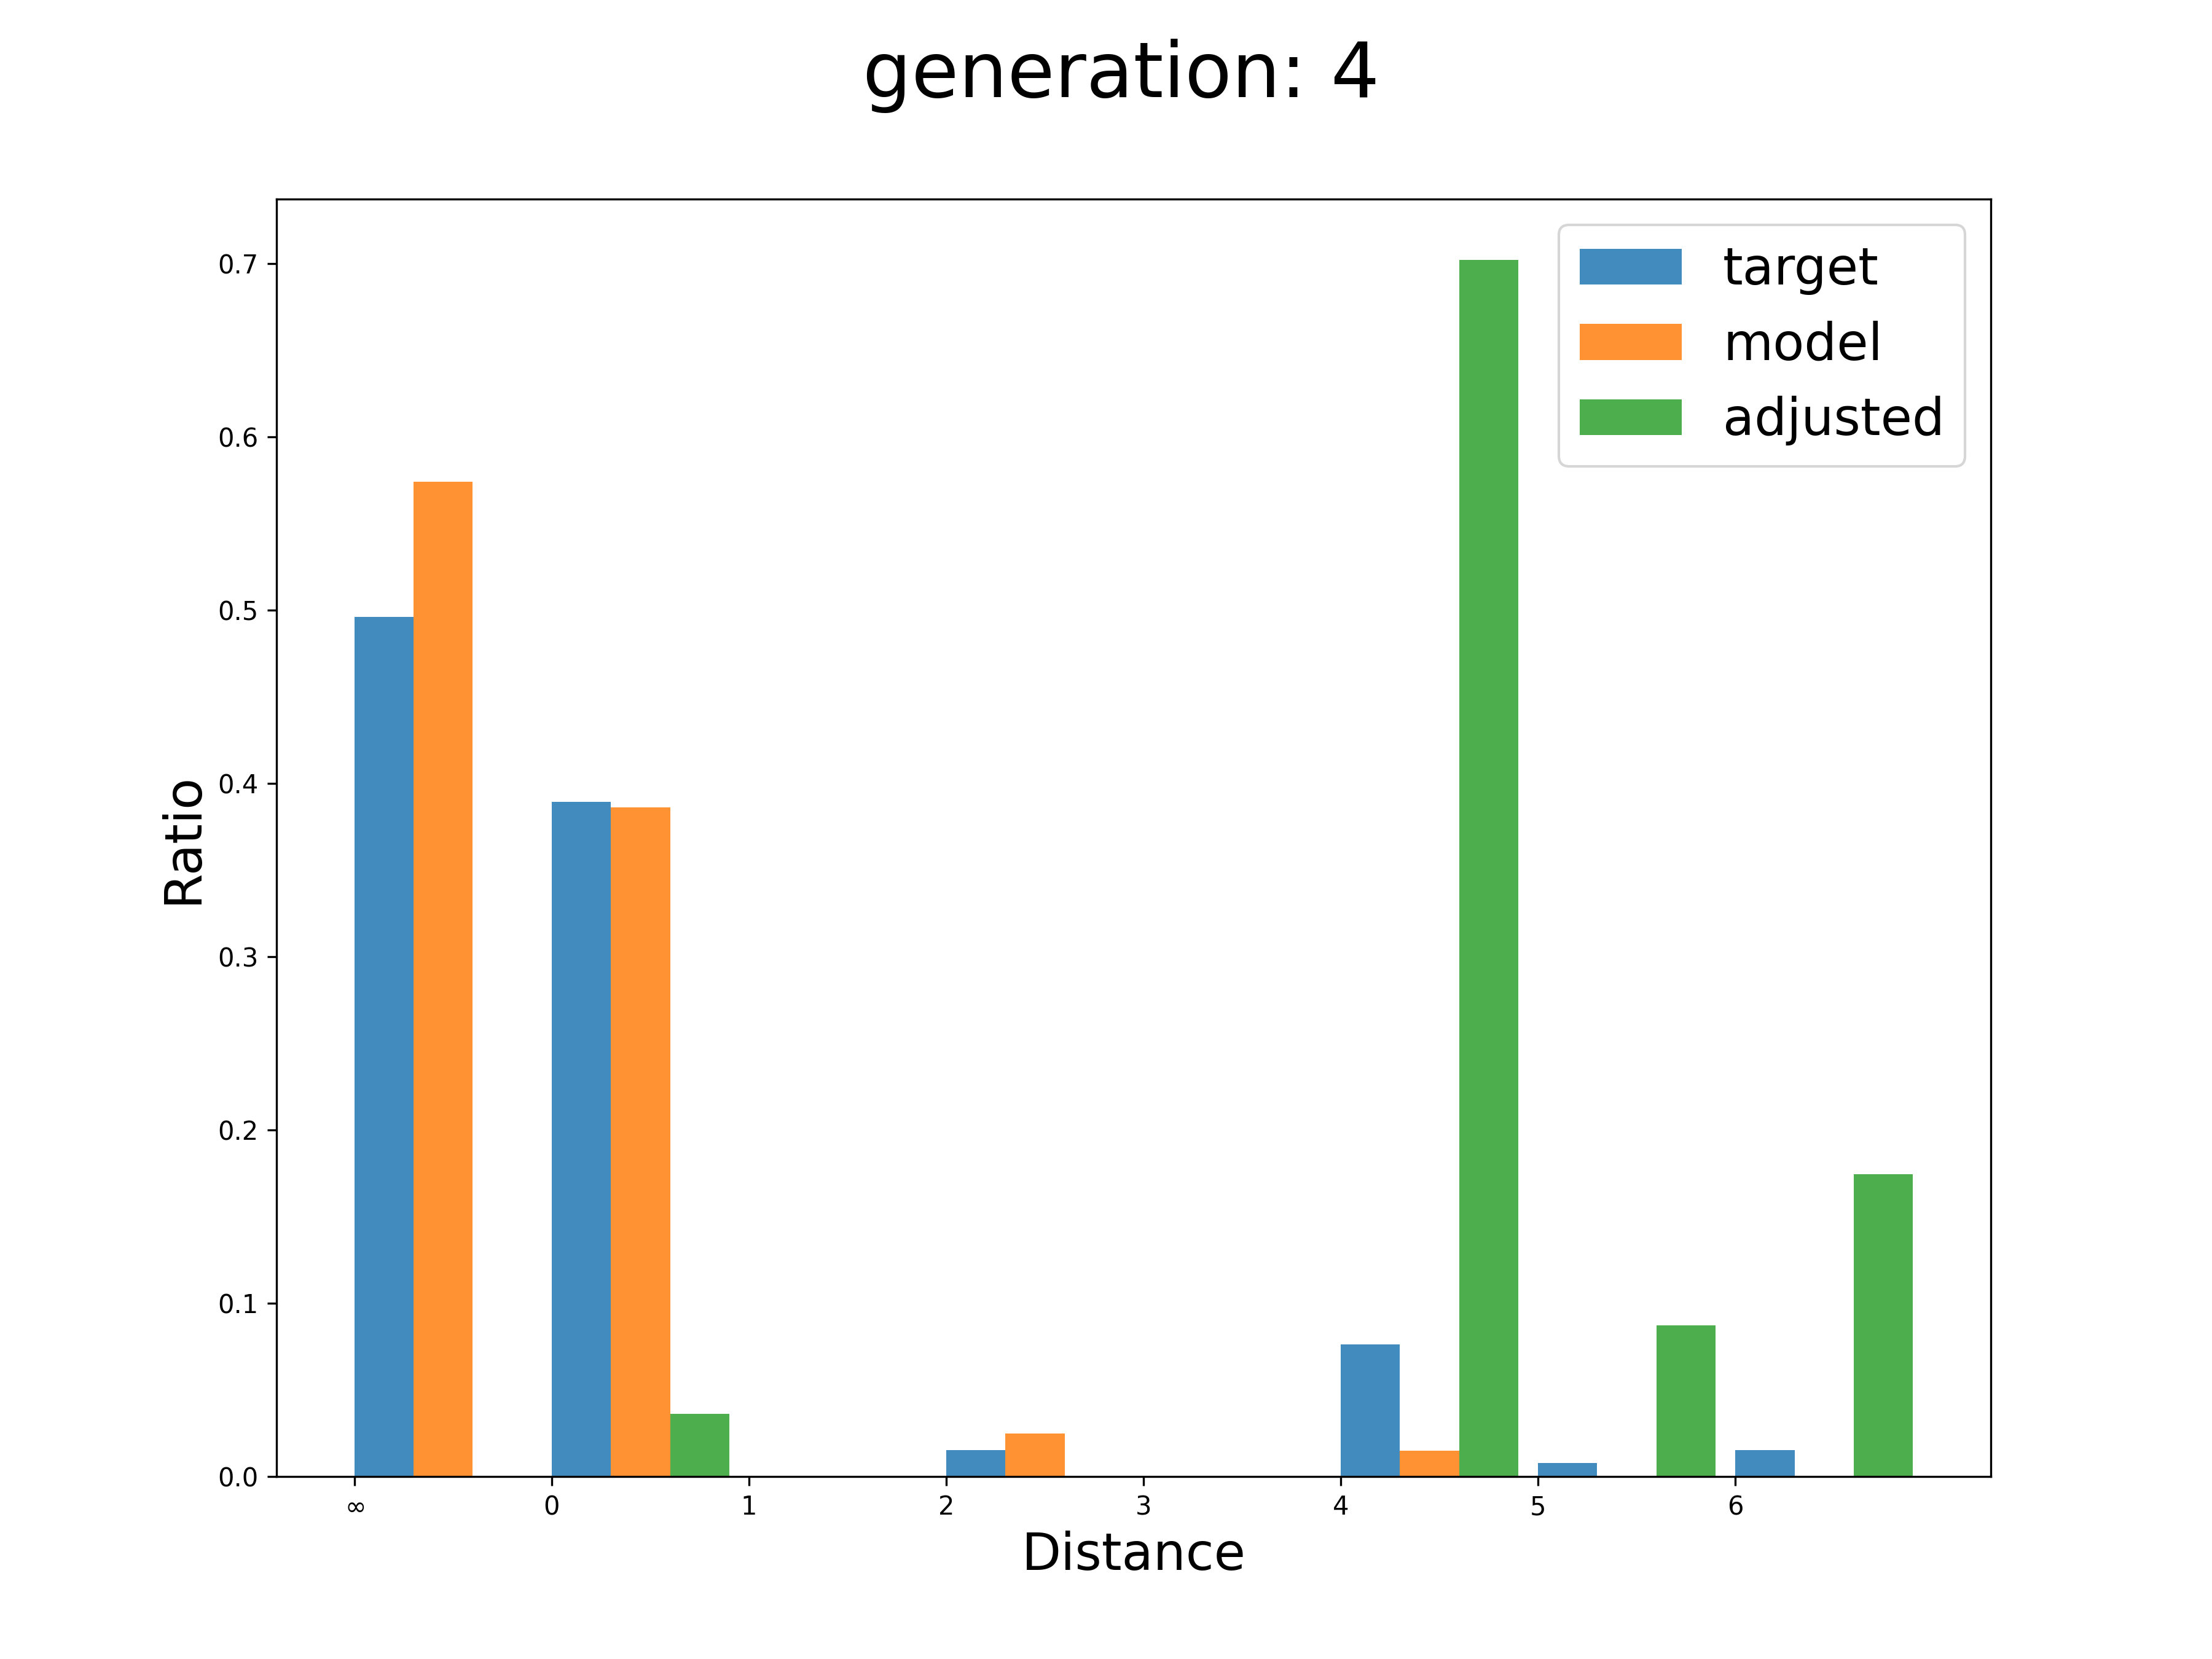 generation: 4
target
model
adjusted
0.7
0.6
0.5
0.4
0.3
0.2
0.1
0.0
Ratio
∞ 0 1 2 3 4 5 6
Distance